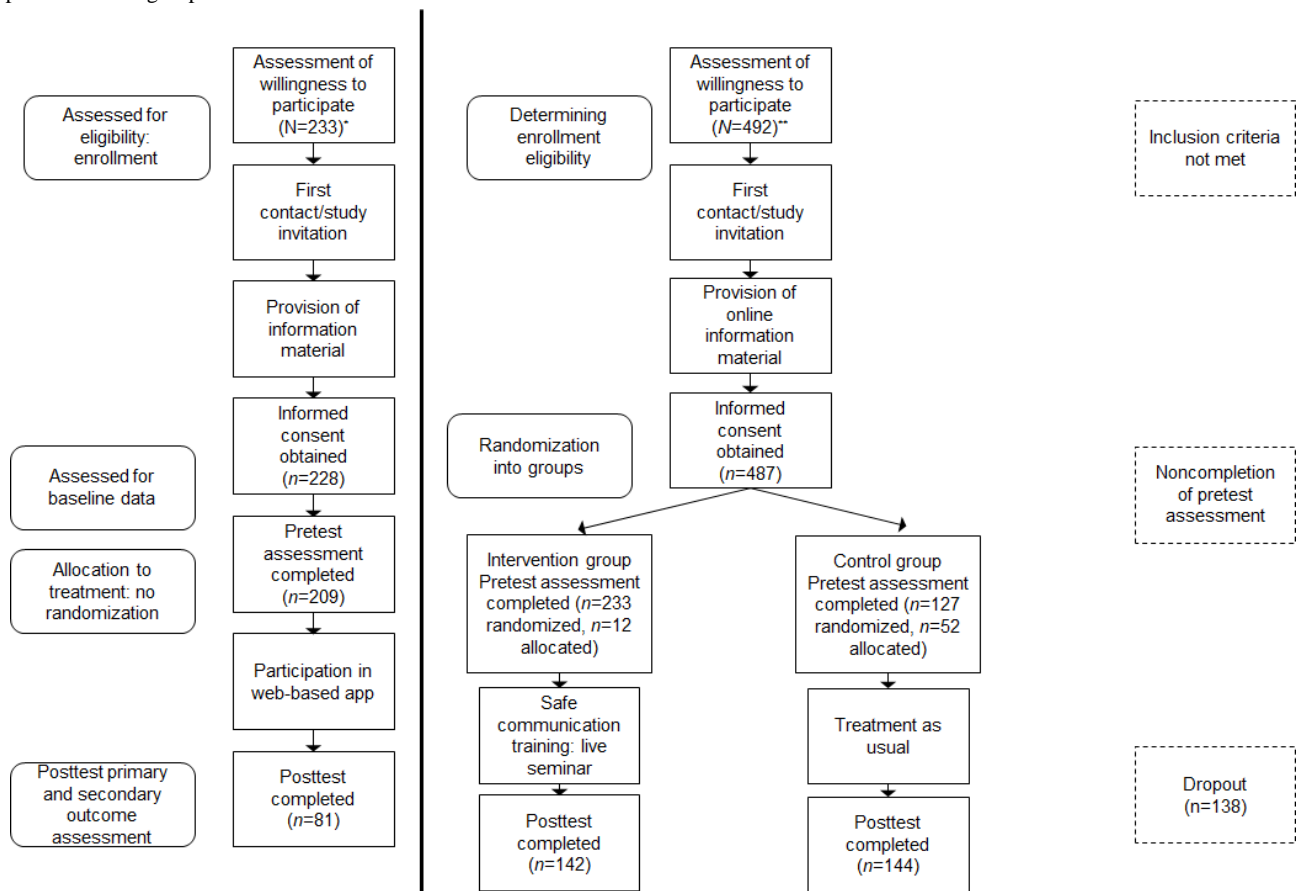 Assessment of
willingness to
participate
(N=233)*
Assessed for
eligibility:
enrollment
First
contact/study
invitation
Provision of
information
material
Informed
consent
obtained
(n=228)
Assessed for
baseline data
Pretest
assessment
completed
(n=209)
Allocation to
treatment: no
randomization
Participation in
web-based app
Posttest primary
and secondary
outcome
assessment
Posttest
completed
(n=81)
Assessment of
willingness to
participate
(N=492)**
Determining
enrollment
eligibility
First
contact/study
invitation
Provision of
online
information
material
Informed
consent
obtained
(n=487)
Randomization
into groups
Intervention group
Pretest assessment
completed (n=233
randomized, n=12
allocated)
Control group
Pretest assessment
completed (n=127
randomized, n=52
allocated)
Safe
communication
training: live
seminar
Treatment as
usual
Posttest
completed
(n=142)
Posttest
completed
(n=144)
Inclusion criteria
not met
Noncompletion
of pretest
assessment
Dropout
(n=138)